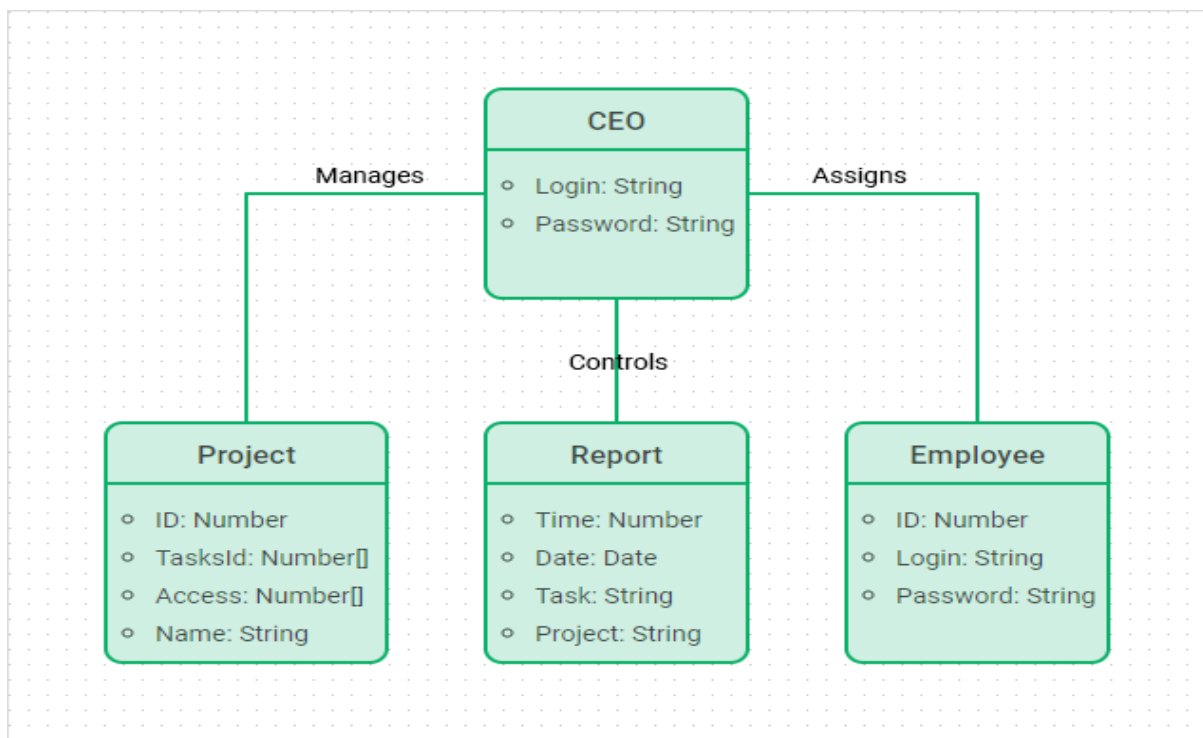 CEO
Login: String
Password: String
Manages
Assigns
Controls
Project
ID: Number
TasksId: Number[]
Access: Number[]
Name: String
Report
Time: Number
Date: Date
Task: String
Project: String
Employee
ID: Number
Login: String
Password: String